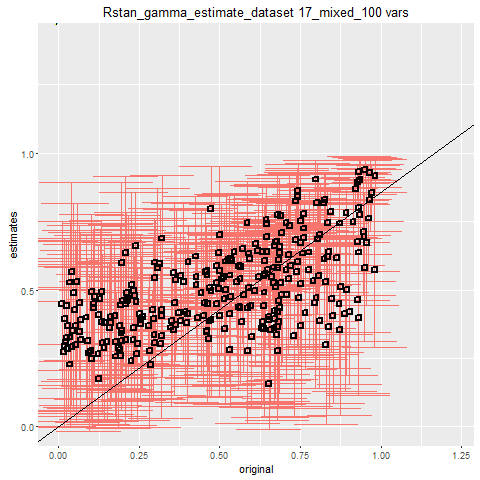 Rstan_gamma_estimate_dataset 17_mixed_100 vars
estimates
1.0
0.5
0.0
0.00 0.25 0.50 0.75 1.00 1.25
original